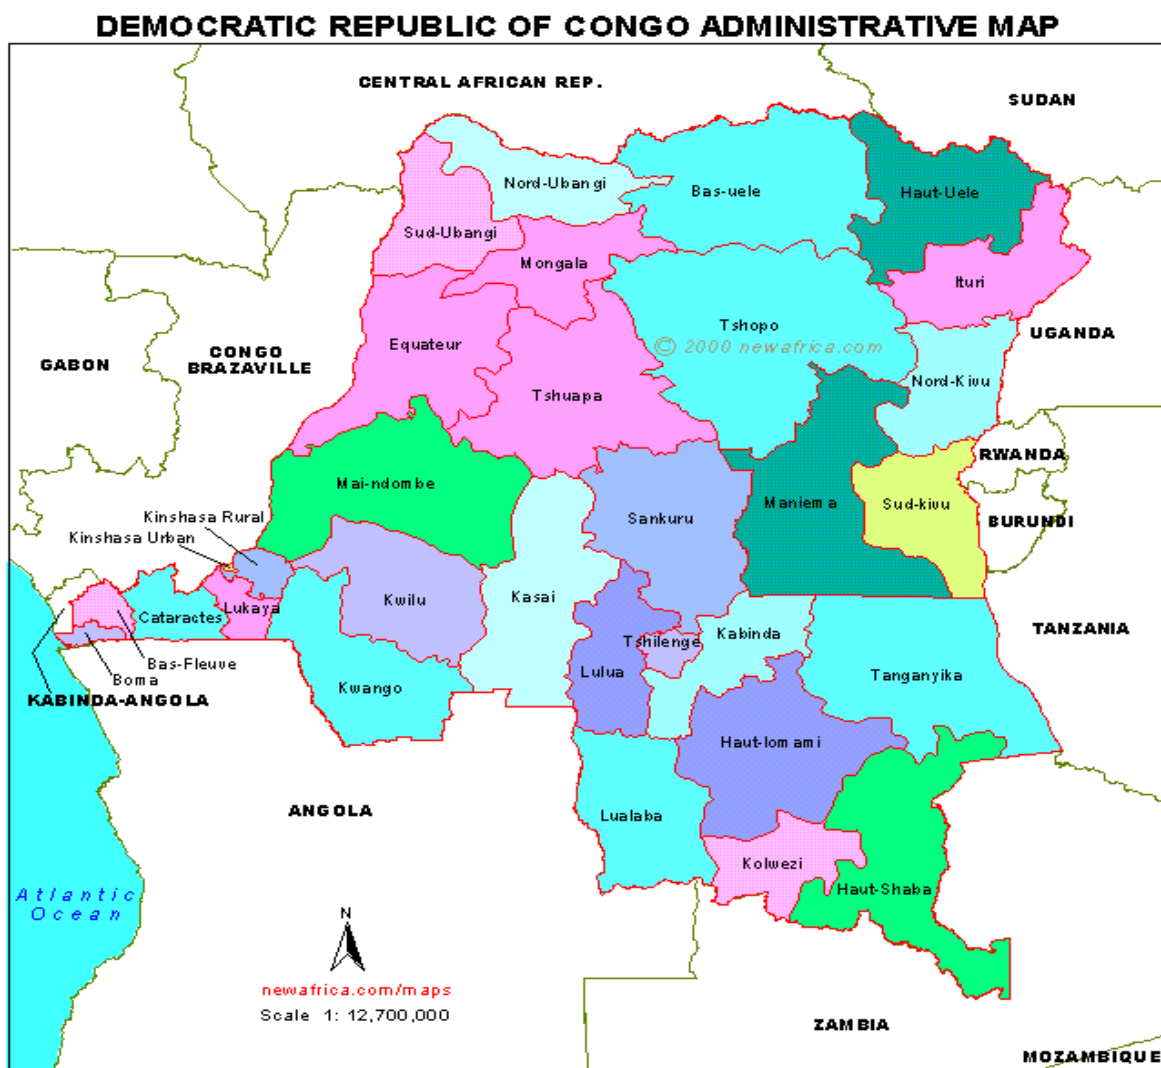 DEMOCRATIC REPUBLIC OF CONGO ADMINISTRATIVE MAP
CENTRAL AFRICAN REP.
SUDAN
Nord-Ubangi
Bas-uele
Haut-Uele
Sud-Ubangi
Mongala
Ituri
Tshopo
© 2000 newafrica.com
UGANDA
GABON
CONGO
BRAZAVILLE
Equateur
Tshuapa
Nord-Kivu
RWANDA
Mai-ndombe
Maniema
Sud-kivu
Sankuru
BURUNDI
Kinshasa Rural
Kinshasa Urban
Kasai
Kwilu
Cataractes
Lukaya
Kabinda
TANZANIA
Tshilenge
Bas-Fleuve
Boma
Lulua
Tanganyika
Kwango
KABINDA-ANGOLA
Haut-lomami
ANGOLA
Lualaba
Kolwezi
Haut-Shaba
Atlantic
Ocean
N
newafrica.com/maps
Scale 1: 12,700,000
ZAMBIA
MOZAMBIQUE